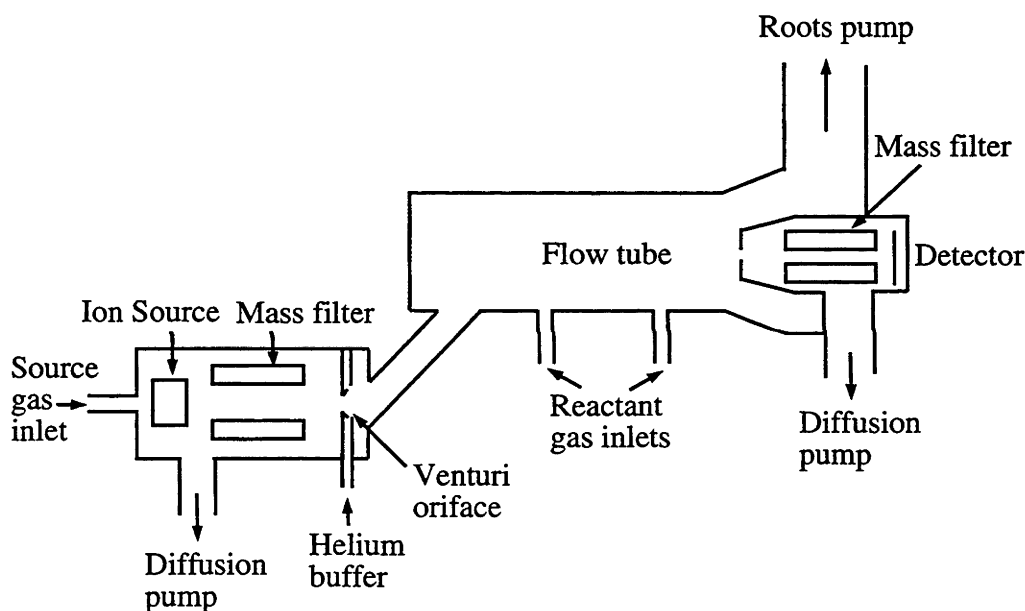 Roots pump
Mass filter
Flow tube
Detector
Ion Source
Mass filter
Source
gas
inlet
Reactant
gas inlets
Diffusion
pump
Venturi
oriface
Helium
buffer
Diffusion
pump